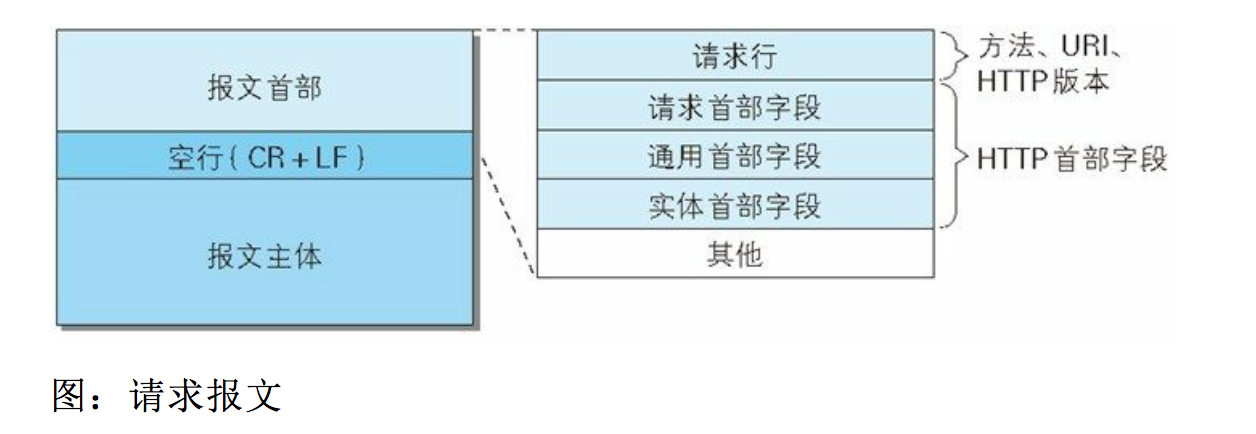 报文首部
空行(CR+LF)
报文主体
请求行
请求首部字段
通用首部字段
实体首部字段
其他
方法、URI、
HTTP版本
HTTP首部字段
图：请求报文